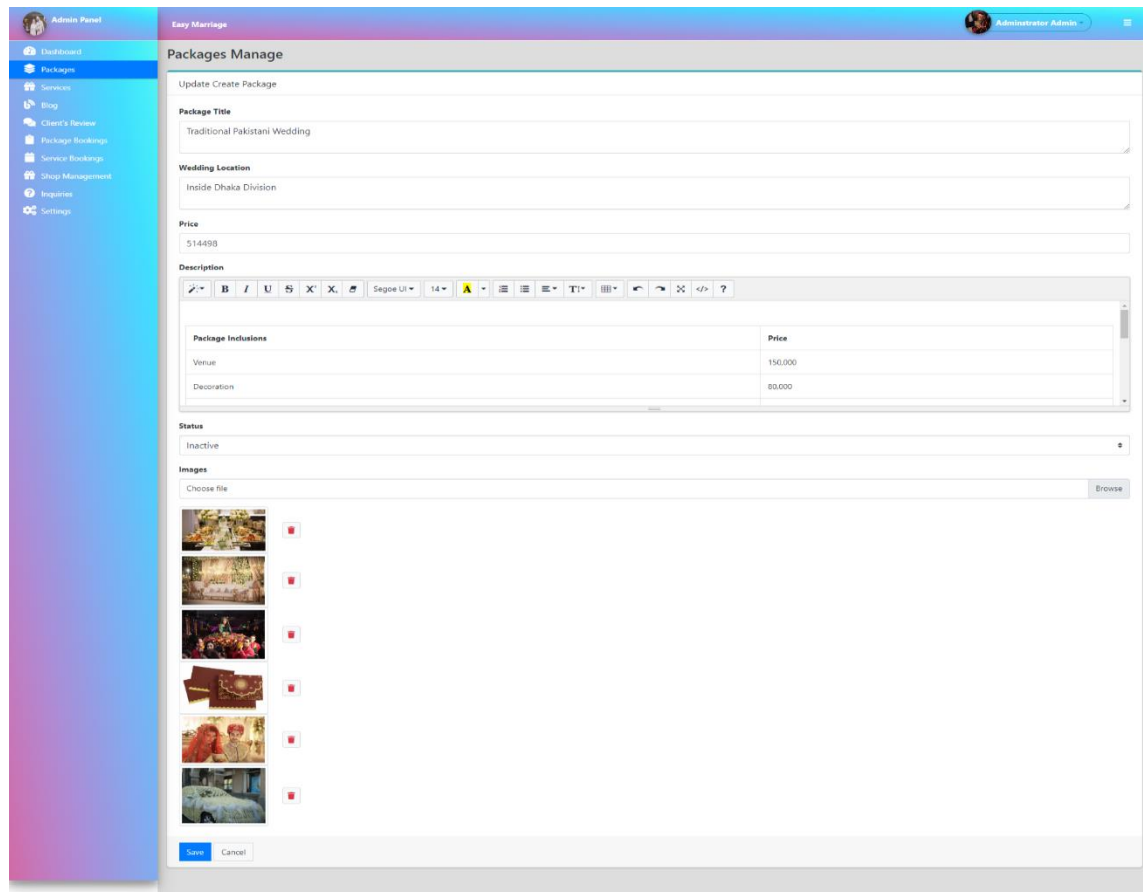 Admin Panel
Easy Marriage
Adminstrator Admin
Dashboard
Packages
Services
Blog
Client's Review
Package Bookings
Service Bookings
Shop Management
Inquiries
Settings
Packages Manage
Update Create Package
Package Title
Traditional Pakistani Wedding
Wedding Location
Inside Dhaka Division
Price
514498
Description
B I U S X² X₂ Segoe UI 14 A T↕ </> ?
Package Inclusions Price
Venue 150,000
Decoration 80,000
Status
Inactive
Images
Choose file Browse
Save Cancel